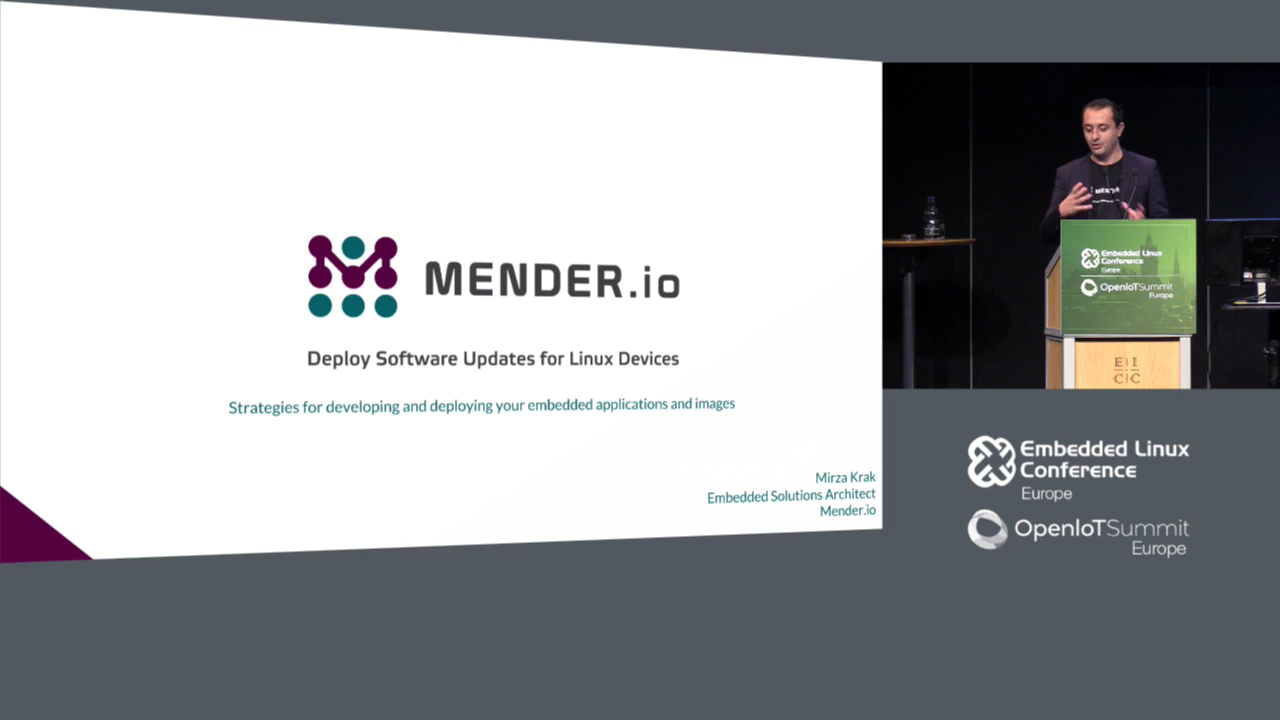 MENDER.io
Deploy Software Updates for Linux Devices
Strategies for developing and deploying your embedded applications and images
Mirza Krak
Embedded Solutions Architect
Mender.io
MENDER
Embedded Linux
Conference
Europe
OpenIoTSummit
Europe
E I
C C
Embedded Linux
Conference
Europe
OpenIoTSummit
Europe